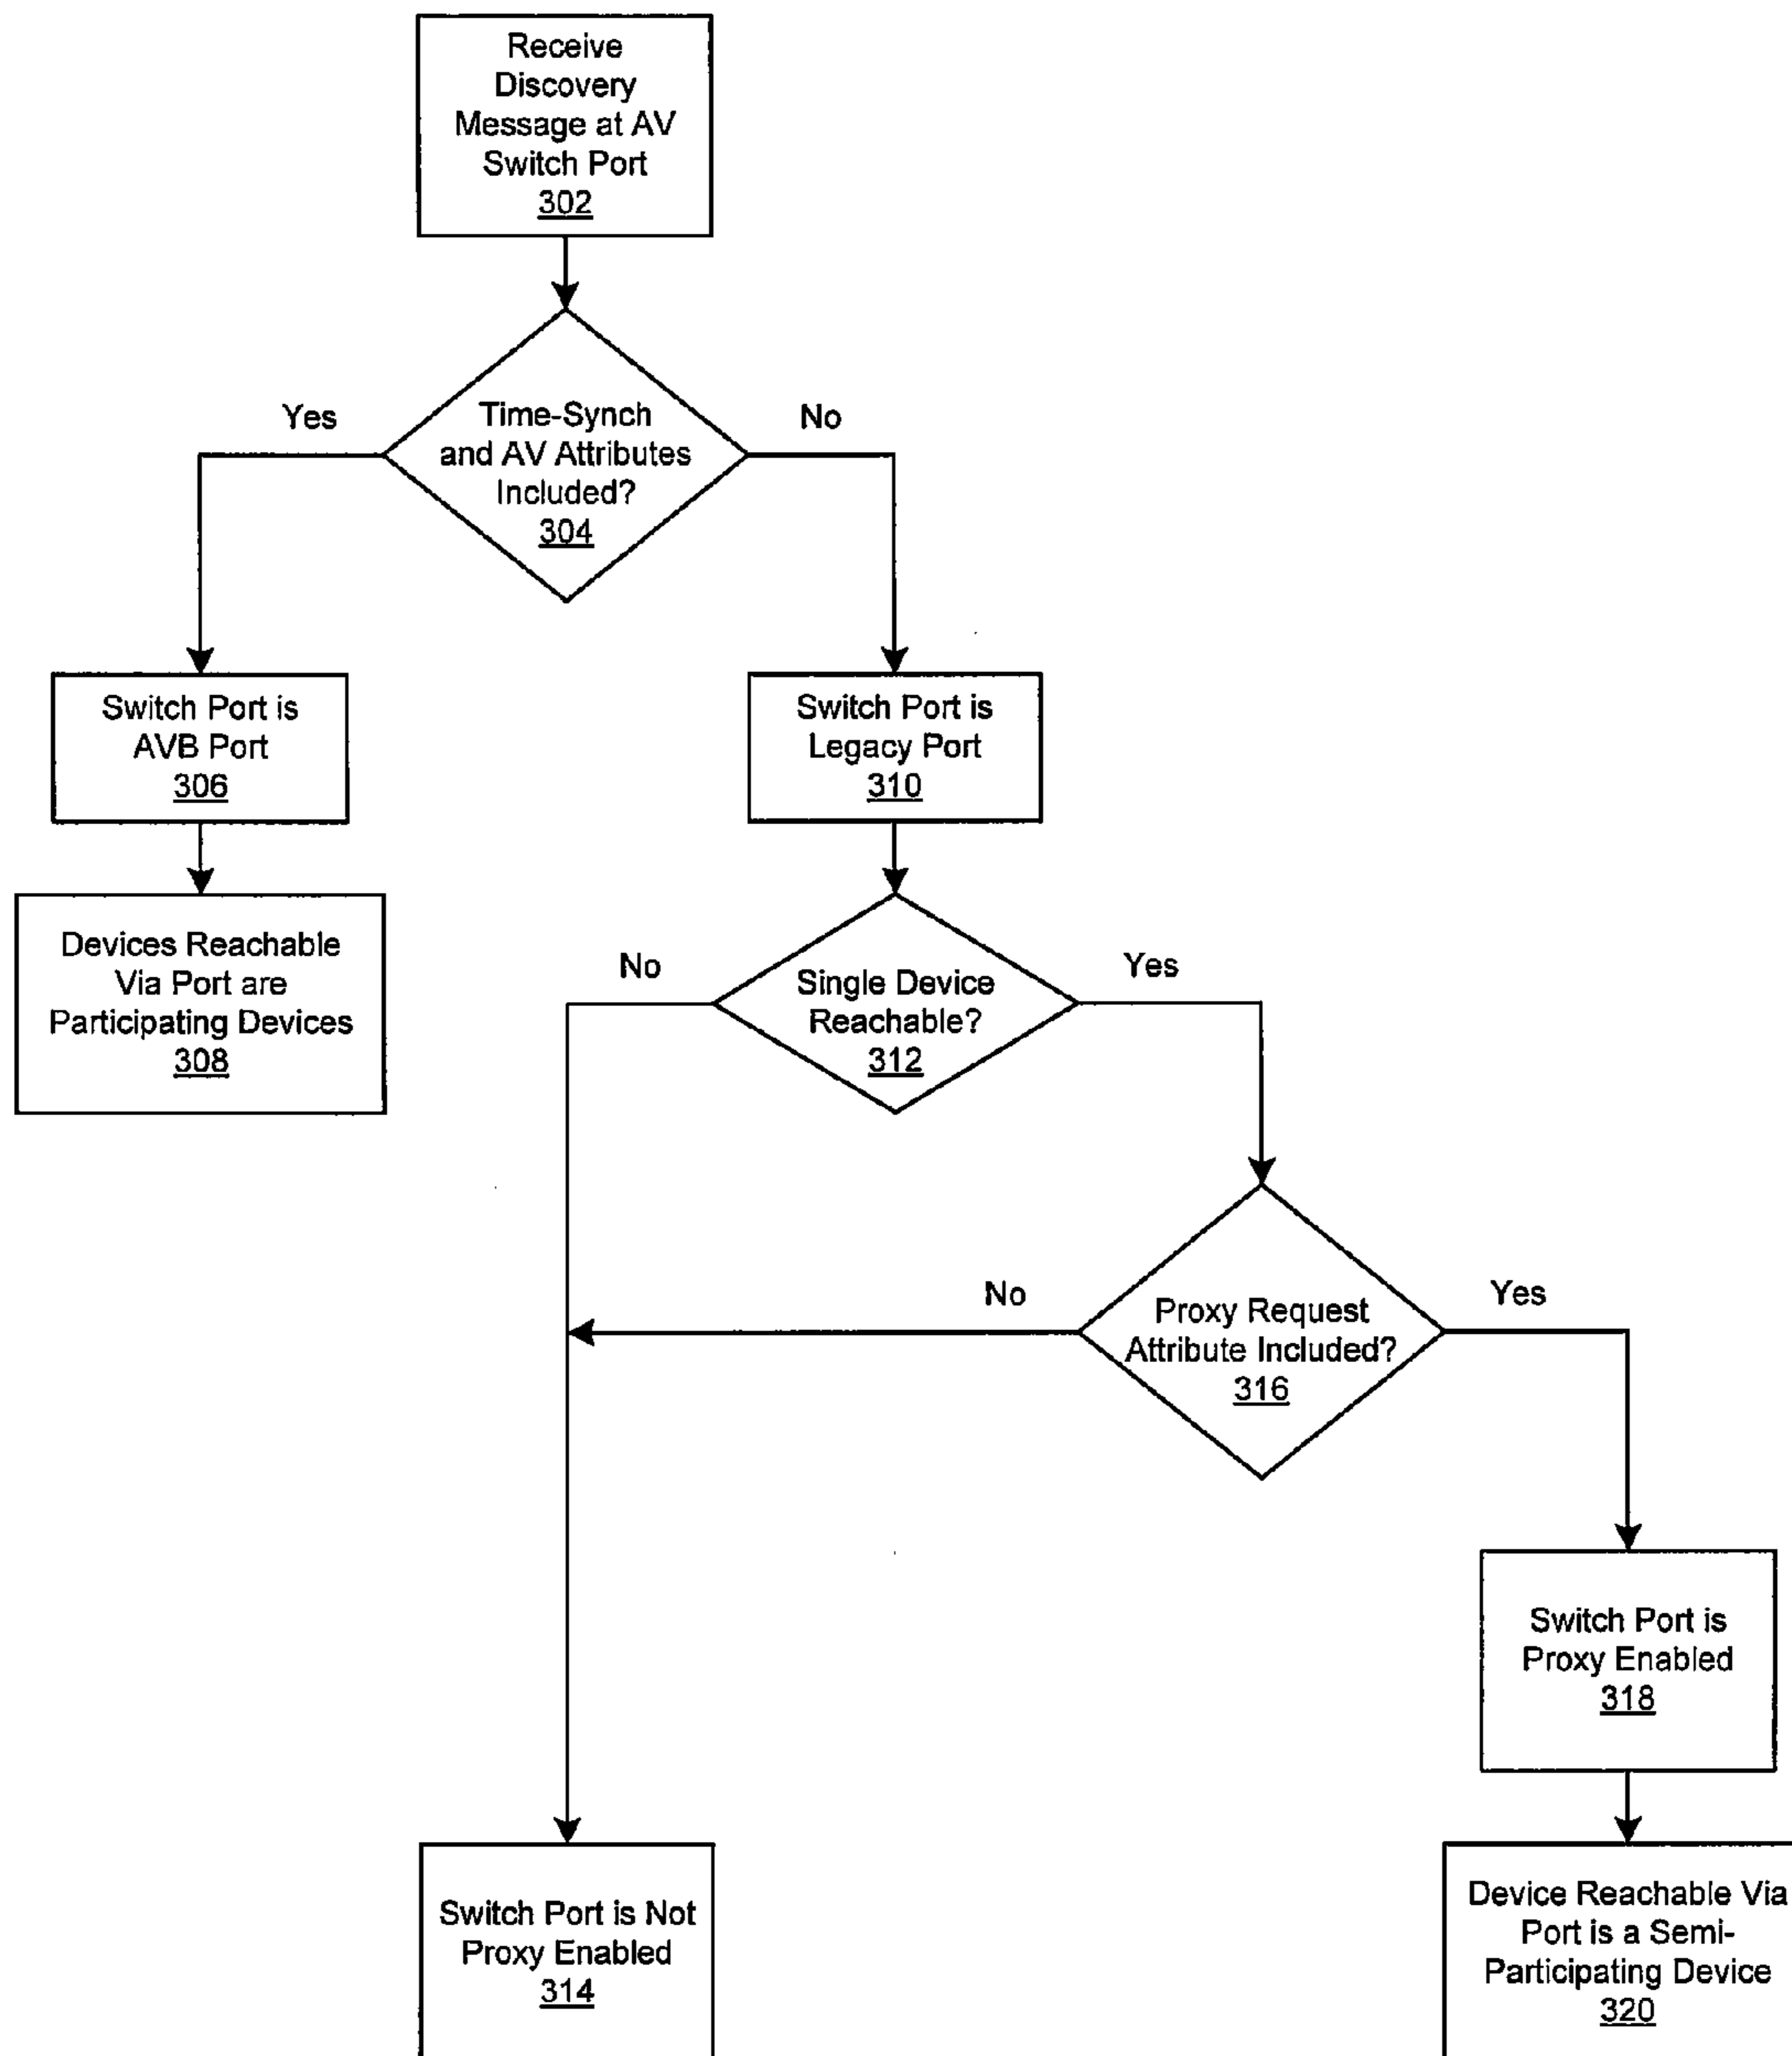 Receive
Discovery
Message at AV
Switch Port
302
Time-Synch
and AV Attributes
Included?
304
Yes
No
Switch Port is
AVB Port
306
Switch Port is
Legacy Port
310
Devices Reachable
Via Port are
Participating Devices
308
Single Device
Reachable?
312
No
Yes
Proxy Request
Attribute Included?
316
No
Yes
Switch Port is
Proxy Enabled
318
Switch Port is Not
Proxy Enabled
314
Device Reachable Via
Port is a Semi-
Participating Device
320